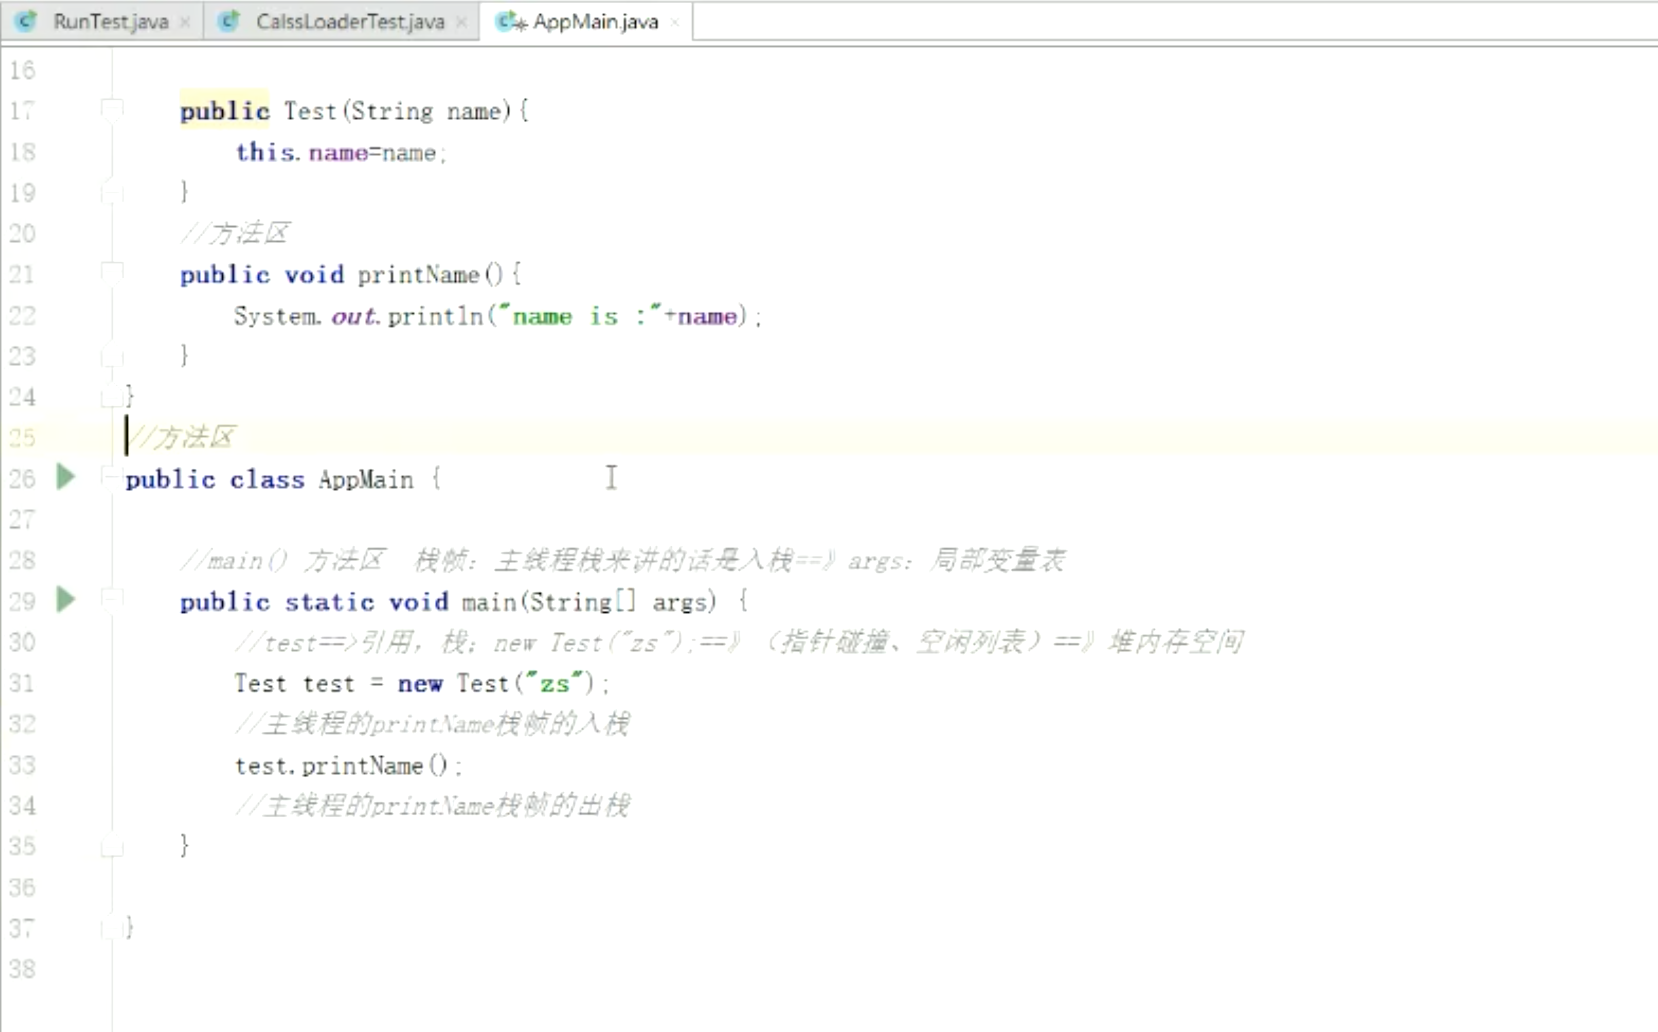 RunTest.java × CalssLoaderTest.java × AppMain.java ×
16
17 public Test(String name){
18 this.name=name;
19 }
20 //方法区
21 public void printName(){
22 System.out.println("name is :"+name);
23 }
24 }
25 //方法区
26 public class AppMain {
27
28 //main() 方法区 栈帧：主线程栈来讲的话是入栈==》args：局部变量表
29 public static void main(String[] args) {
30 //test==>引用，栈；new Test("zs");==》（指针碰撞、空闲列表）==》堆内存空间
31 Test test = new Test("zs");
32 //主线程的printName栈帧的入栈
33 test.printName();
34 //主线程的printName栈帧的出栈
35 }
36
37 }
38